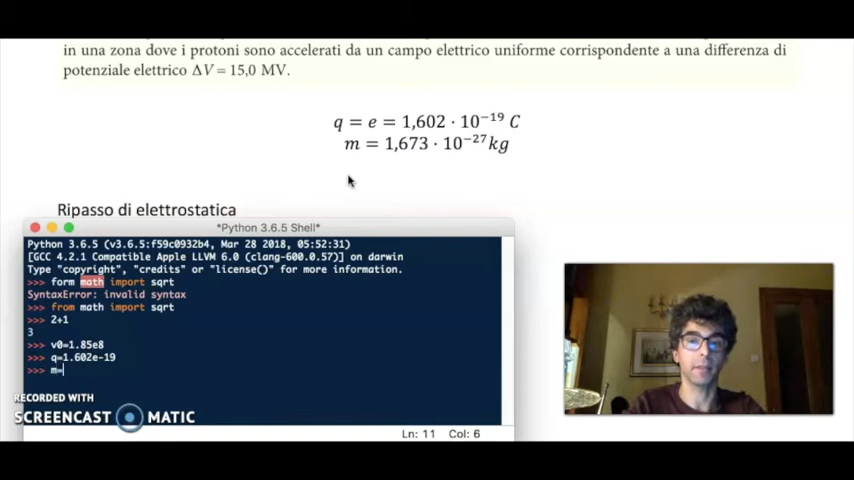 in una zona dove i protoni sono accelerati da un campo elettrico uniforme corrispondente a una differenza di
potenziale elettrico ΔV = 15,0 MV.
q = e = 1,602 · 10⁻¹⁹ C
m = 1,673 · 10⁻²⁷kg
Ripasso di elettrostatica
*Python 3.6.5 Shell*
Python 3.6.5 (v3.6.5:f59c0932b4, Mar 28 2018, 05:52:31)
[GCC 4.2.1 Compatible Apple LLVM 6.0 (clang-600.0.57)] on darwin
Type "copyright", "credits" or "license()" for more information.
>>> form math import sqrt
SyntaxError: invalid syntax
>>> from math import sqrt
>>> 2+1
3
>>> v0=1.85e8
>>> q=1.602e-19
>>> m=
RECORDED WITH
SCREENCAST MATIC
Ln: 11 Col: 6